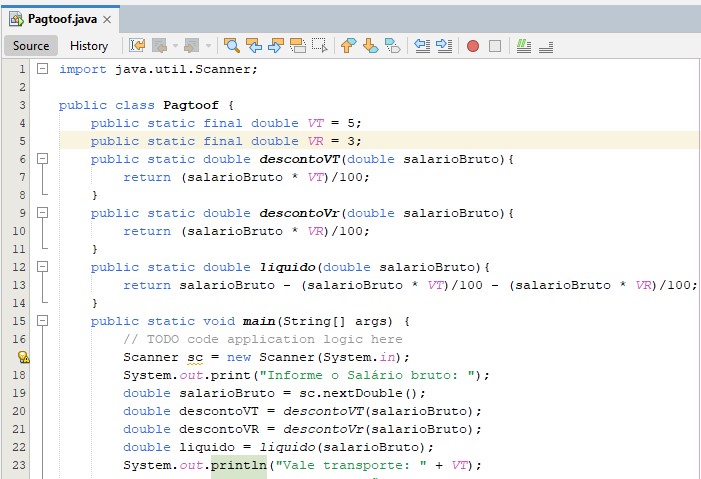 Pagtoof.java
Source History
1 import java.util.Scanner;
2
3 public class Pagtoof {
4 public static final double VT = 5;
5 public static final double VR = 3;
6 public static double descontoVT(double salarioBruto){
7 return (salarioBruto * VT)/100;
8 }
9 public static double descontoVr(double salarioBruto){
10 return (salarioBruto * VR)/100;
11 }
12 public static double liquido(double salarioBruto){
13 return salarioBruto - (salarioBruto * VT)/100 - (salarioBruto * VR)/100;
14 }
15 public static void main(String[] args) {
16 // TODO code application logic here
Scanner sc = new Scanner(System.in);
18 System.out.print("Informe o Salário bruto: ");
19 double salarioBruto = sc.nextDouble();
20 double descontoVT = descontoVT(salarioBruto);
21 double descontoVR = descontoVr(salarioBruto);
22 double liquido = liquido(salarioBruto);
23 System.out.println("Vale transporte: " + VT);